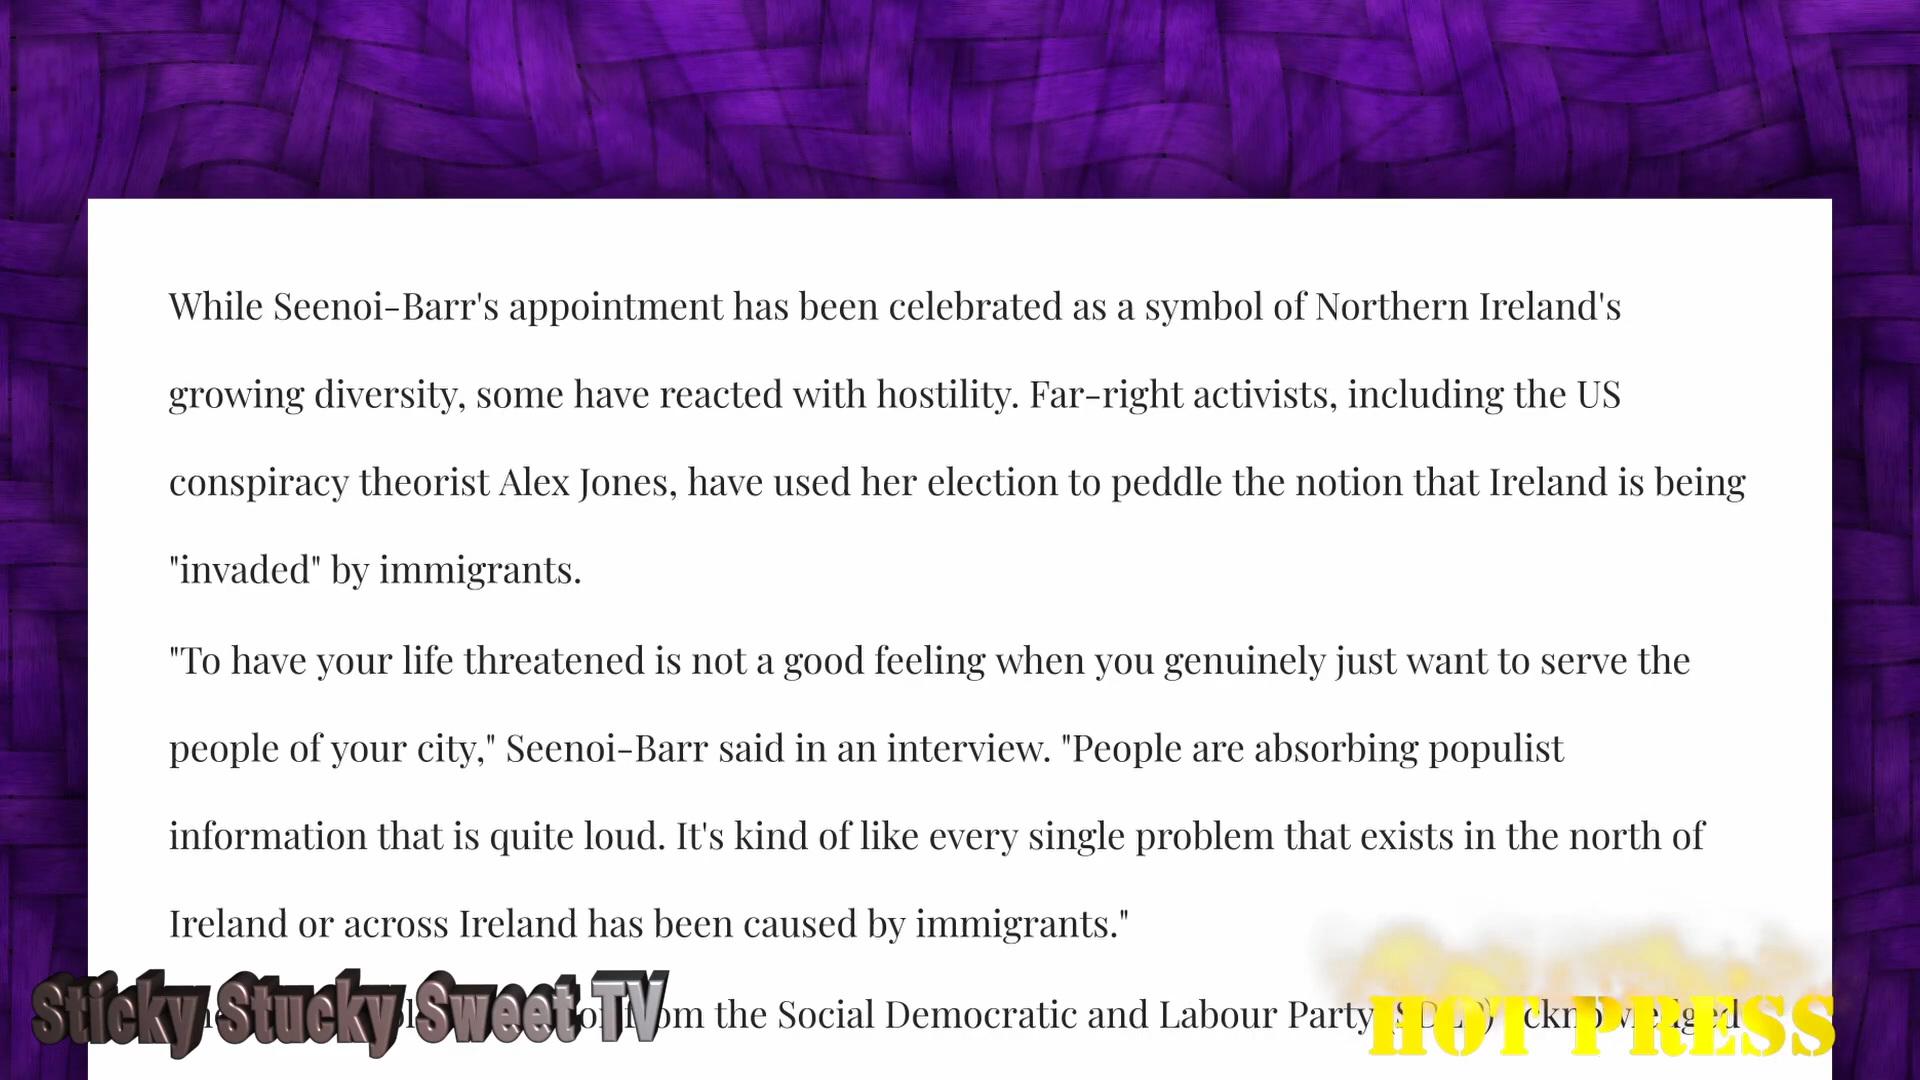 While Seenoi-Barr's appointment has been celebrated as a symbol of Northern Ireland's
growing diversity, some have reacted with hostility. Far-right activists, including the US
conspiracy theorist Alex Jones, have used her election to peddle the notion that Ireland is being
"invaded" by immigrants.
"To have your life threatened is not a good feeling when you genuinely just want to serve the
people of your city," Seenoi-Barr said in an interview. "People are absorbing populist
information that is quite loud. It's kind of like every single problem that exists in the north of
Ireland or across Ireland has been caused by immigrants."
from the Social Democratic and Labour Party (SDLP) acknowledged
Sticky Stucky Sweet TV
HOT PRESS